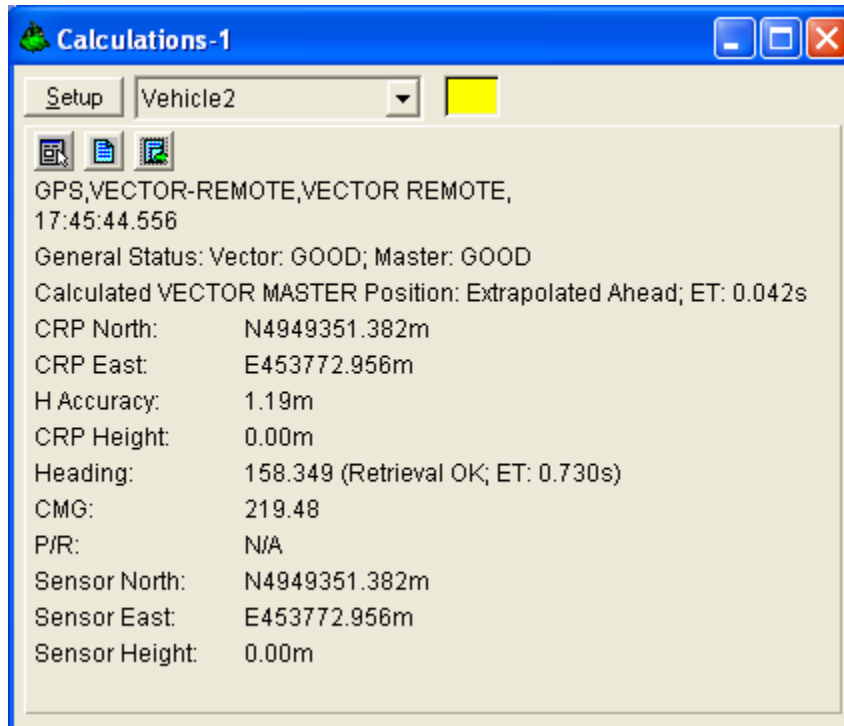 Calculations-1
Setup Vehicle2
GPS,VECTOR-REMOTE,VECTOR REMOTE,
17:45:44.556
General Status: Vector: GOOD; Master: GOOD
Calculated VECTOR MASTER Position: Extrapolated Ahead; ET: 0.042s
CRP North: N4949351.382m
CRP East: E453772.956m
H Accuracy: 1.19m
CRP Height: 0.00m
Heading: 158.349 (Retrieval OK; ET: 0.730s)
CMG: 219.48
P/R: N/A
Sensor North: N4949351.382m
Sensor East: E453772.956m
Sensor Height: 0.00m